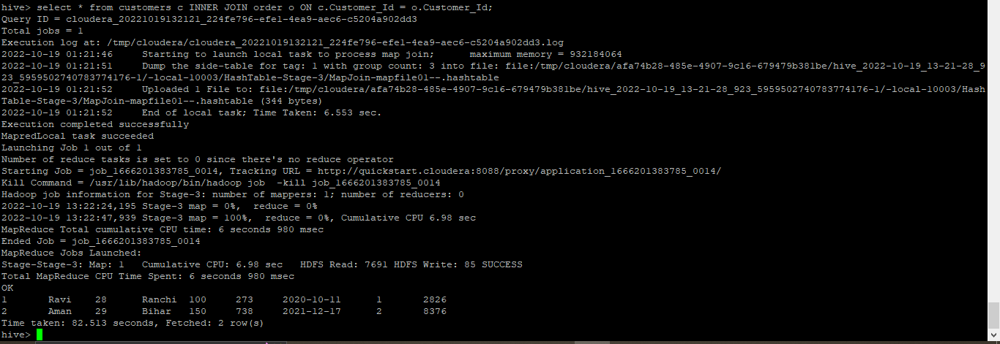 hive> select * from customers c INNER JOIN order o ON c.Customer_Id = o.Customer_Id;
Query ID = cloudera_20221019132121_224fe796-efe1-4ea9-aec6-c5204a902dd3
Total jobs = 1
Execution log at: /tmp/cloudera/cloudera_20221019132121_224fe796-efe1-4ea9-aec6-c5204a902dd3.log
2022-10-19 01:21:46     Starting to launch local task to process map join;      maximum memory = 932184064
2022-10-19 01:21:51     Dump the side-table for tag: 1 with group count: 3 into file: file:/tmp/cloudera/afa74b28-485e-4907-9c16-679479b381be/hive_2022-10-19_13-21-28_9
23_5959502740783774176-1/-local-10003/HashTable-Stage-3/MapJoin-mapfile01--.hashtable
2022-10-19 01:21:52     Uploaded 1 File to: file:/tmp/cloudera/afa74b28-485e-4907-9c16-679479b381be/hive_2022-10-19_13-21-28_923_5959502740783774176-1/-local-10003/Hash
Table-Stage-3/MapJoin-mapfile01--.hashtable (344 bytes)
2022-10-19 01:21:52     End of local task; Time Taken: 6.553 sec.
Execution completed successfully
MapredLocal task succeeded
Launching Job 1 out of 1
Number of reduce tasks is set to 0 since there's no reduce operator
Starting Job = job_1666201383785_0014, Tracking URL = http://quickstart.cloudera:8088/proxy/application_1666201383785_0014/
Kill Command = /usr/lib/hadoop/bin/hadoop job  -kill job_1666201383785_0014
Hadoop job information for Stage-3: number of mappers: 1; number of reducers: 0
2022-10-19 13:22:24,195 Stage-3 map = 0%,  reduce = 0%
2022-10-19 13:22:47,939 Stage-3 map = 100%,  reduce = 0%, Cumulative CPU 6.98 sec
MapReduce Total cumulative CPU time: 6 seconds 980 msec
Ended Job = job_1666201383785_0014
MapReduce Jobs Launched:
Stage-Stage-3: Map: 1   Cumulative CPU: 6.98 sec   HDFS Read: 7691 HDFS Write: 85 SUCCESS
Total MapReduce CPU Time Spent: 6 seconds 980 msec
OK
1       Ravi    28      Ranchi  100     273     2020-10-11      1       2826
2       Aman    29      Bihar   150     738     2021-12-17      2       8376
Time taken: 82.513 seconds, Fetched: 2 row(s)
hive>